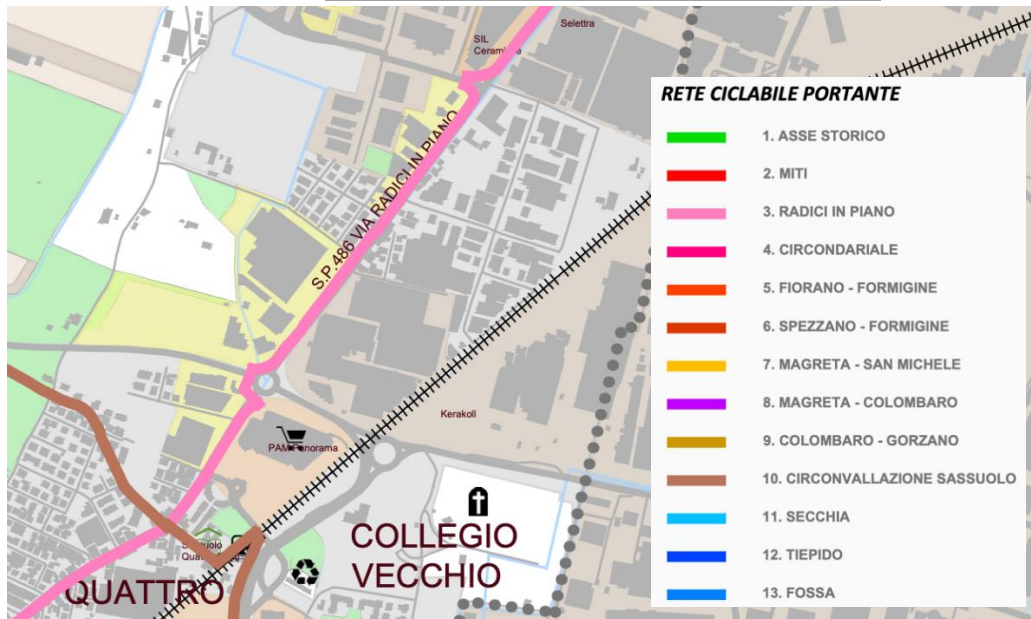 Selettra
SIL
S.P.486 VIA RADICI IN PIANO
Kerakoll
PAM Panorama
COLLEGIO
VECCHIO
QUATTRO
RETE CICLABILE PORTANTE
1. ASSE STORICO
2. MITI
3. RADICI IN PIANO
4. CIRCONDARIALE
5. FIORANO - FORMIGINE
6. SPEZZANO - FORMIGINE
7. MAGRETA - SAN MICHELE
8. MAGRETA - COLOMBARO
9. COLOMBARO - GORZANO
10. CIRCONVALLAZIONE SASSUOLO
11. SECCHIA
12. TIEPIDO
13. FOSSA